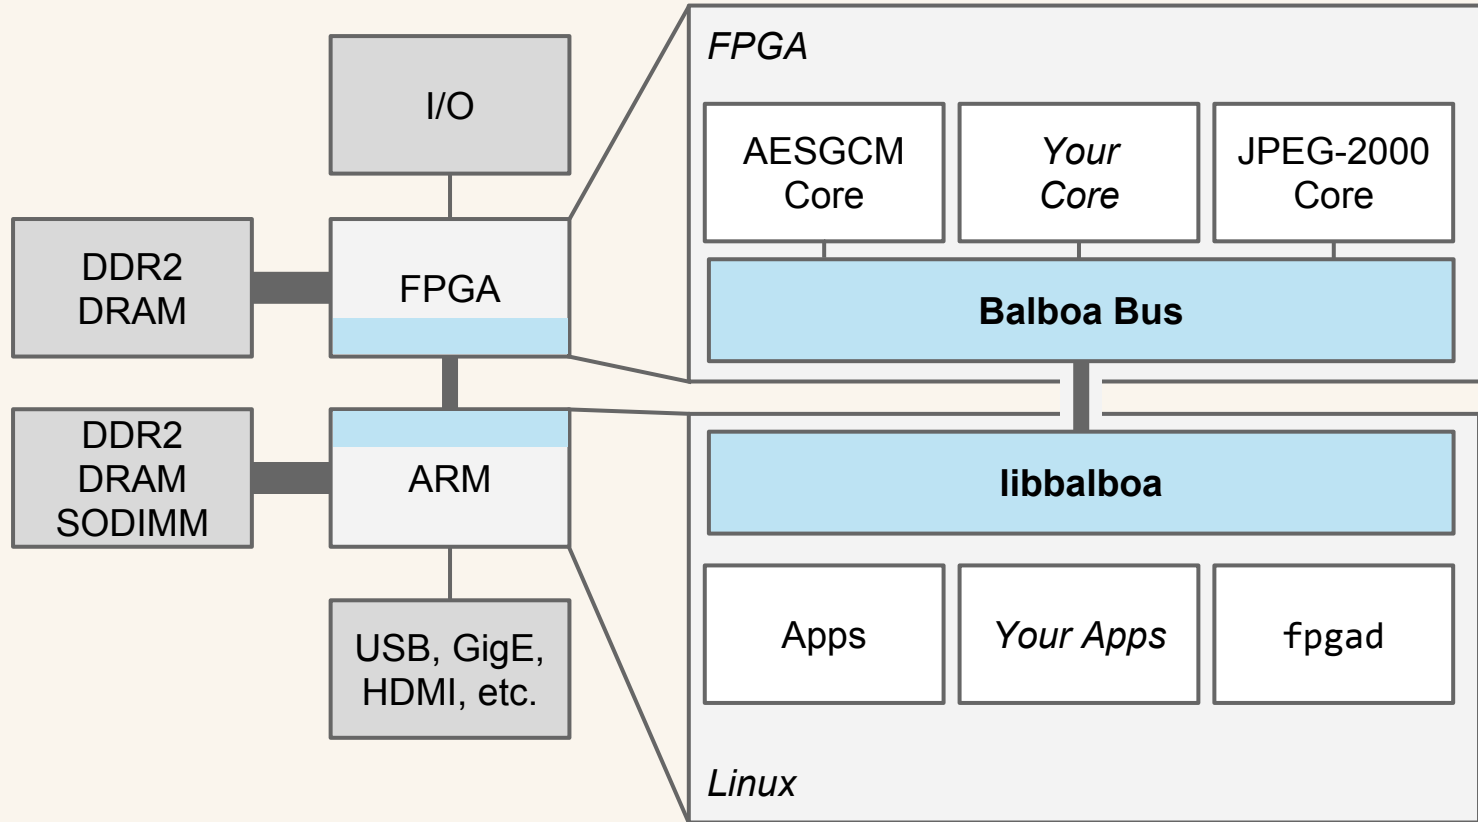 I/O
DDR2
DRAM
FPGA
DDR2
DRAM
SODIMM
ARM
USB, GigE,
HDMI, etc.
FPGA
AESGCM
Core
Your
Core
JPEG-2000
Core
Balboa Bus
libbalboa
Apps
Your Apps
fpgad
Linux